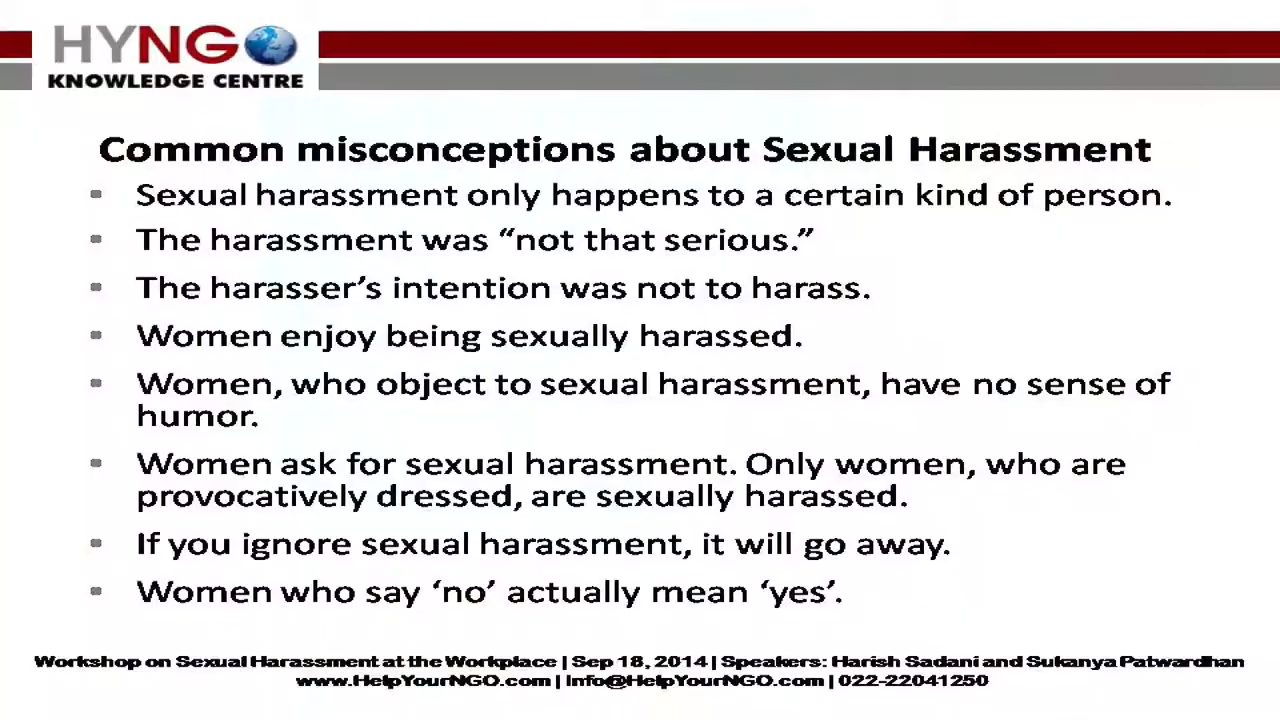 HYNGO
KNOWLEDGE CENTRE
Common misconceptions about Sexual Harassment
Sexual harassment only happens to a certain kind of person.
The harassment was “not that serious.”
The harasser’s intention was not to harass.
Women enjoy being sexually harassed.
Women, who object to sexual harassment, have no sense of
humor.
Women ask for sexual harassment. Only women, who are
provocatively dressed, are sexually harassed.
If you ignore sexual harassment, it will go away.
Women who say ‘no’ actually mean ‘yes’.
Workshop on Sexual Harassment at the Workplace | Sep 18, 2014 | Speakers: Harish Sadani and Sukanya Patwardhan
www.HelpYourNGO.com | Info@HelpYourNGO.com | 022-22041250